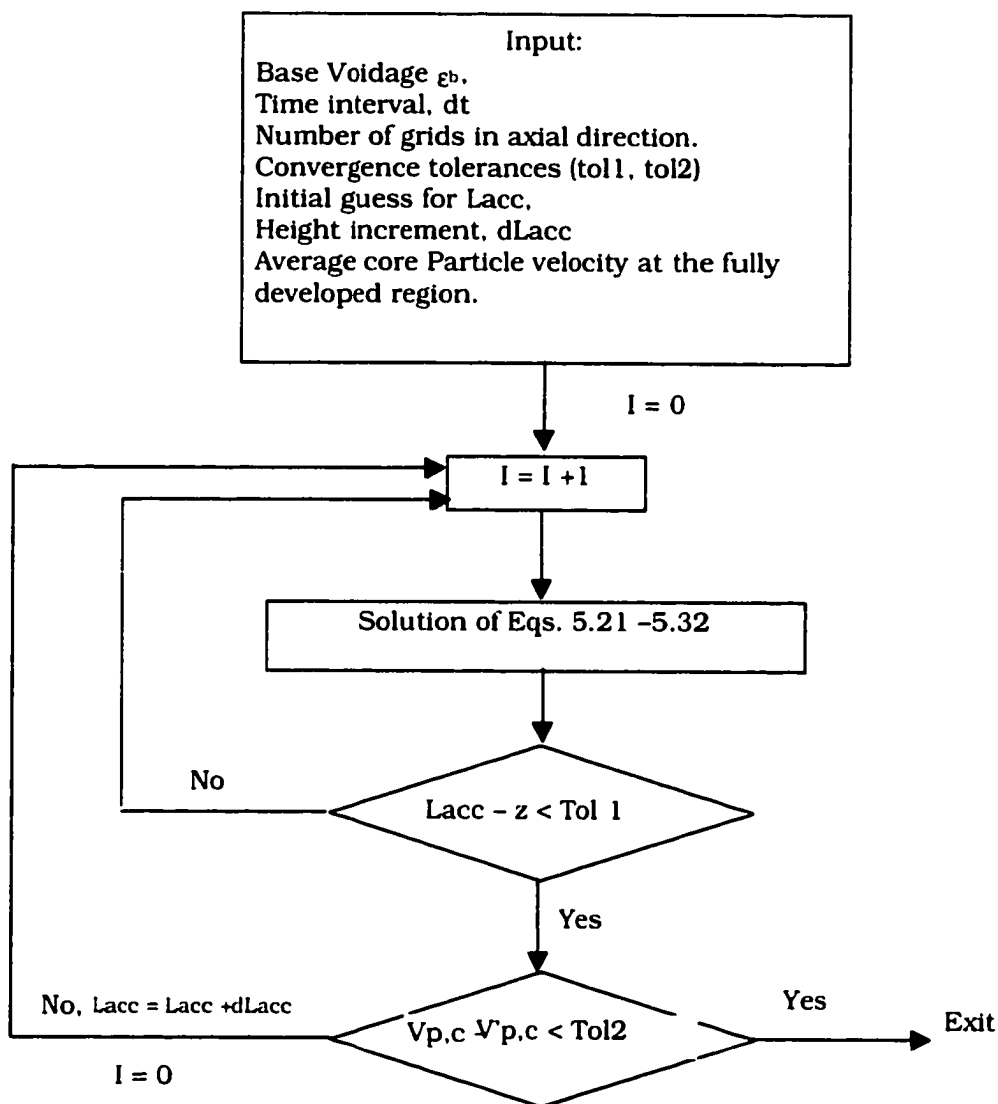 Input:
Base Voidage εb,
Time interval, dt
Number of grids in axial direction.
Convergence tolerances (tol1, tol2)
Initial guess for Lacc,
Height increment, dLacc
Average core Particle velocity at the fully
developed region.
I = 0
I = I +1
Solution of Eqs. 5.21 –5.32
No
Lacc – z < Tol 1
Yes
No, Lacc = Lacc +dLacc
Yes
Vp,c -V'p,c < Tol2
Exit
I = 0